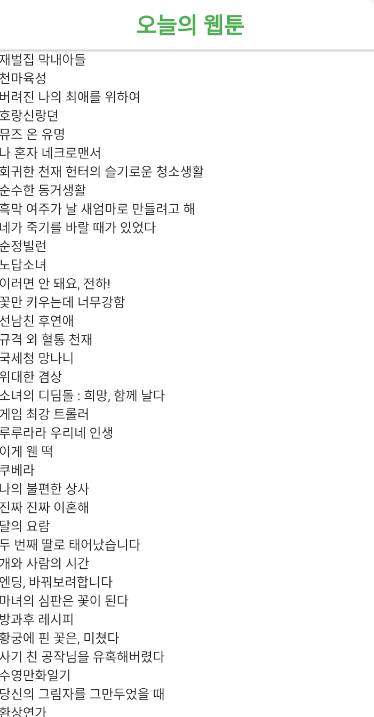 오늘의 웹툰
재벌집 막내아들
천마육성
버려진 나의 최애를 위하여
호랑신랑뎐
뮤즈 온 유명
나 혼자 네크로맨서
회귀한 천재 헌터의 슬기로운 청소생활
순수한 동거생활
흑막 여주가 날 새엄마로 만들려고 해
네가 죽기를 바랄 때가 있었다
순정빌런
노답소녀
이러면 안 돼요, 전하!
꽃만 키우는데 너무강함
선남친 후연애
규격 외 혈통 천재
국세청 망나니
위대한 겸상
소녀의 디딤돌 : 희망, 함께 날다
게임 최강 트롤러
루루라라 우리네 인생
이게 웬 떡
쿠베라
나의 불편한 상사
진짜 진짜 이혼해
달의 요람
두 번째 딸로 태어났습니다
개와 사람의 시간
엔딩, 바꿔보려합니다
마녀의 심판은 꽃이 된다
방과후 레시피
황궁에 핀 꽃은, 미쳤다
사기 친 공작님을 유혹해버렸다
수영만화일기
당신의 그림자를 그만두었을 때
환상연가